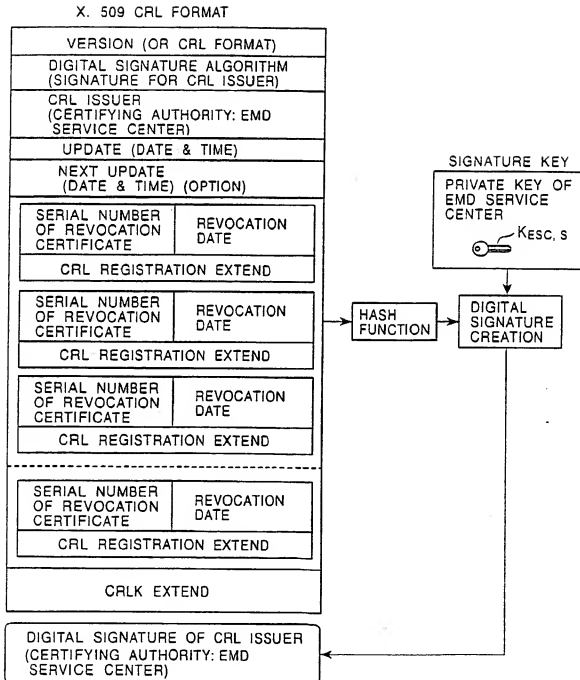 X. 509 CRL FORMAT
VERSION (OR CRL FORMAT)
DIGITAL SIGNATURE ALGORITHM
(SIGNATURE FOR CRL ISSUER)
CRL ISSUER
(CERTIFYING AUTHORITY: EMD
SERVICE CENTER)
UPDATE (DATE & TIME)
NEXT UPDATE
(DATE & TIME) (OPTION)
SERIAL NUMBER
OF REVOCATION
CERTIFICATE
REVOCATION
DATE
CRL REGISTRATION EXTEND
SERIAL NUMBER
OF REVOCATION
CERTIFICATE
REVOCATION
DATE
CRL REGISTRATION EXTEND
SERIAL NUMBER
OF REVOCATION
CERTIFICATE
REVOCATION
DATE
CRL REGISTRATION EXTEND
SERIAL NUMBER
OF REVOCATION
CERTIFICATE
REVOCATION
DATE
CRL REGISTRATION EXTEND
CRLK EXTEND
SIGNATURE KEY
PRIVATE KEY OF
EMD SERVICE
CENTER
KESC, S
HASH
FUNCTION
DIGITAL
SIGNATURE
CREATION
DIGITAL SIGNATURE OF CRL ISSUER
(CERTIFYING AUTHORITY: EMD
SERVICE CENTER)